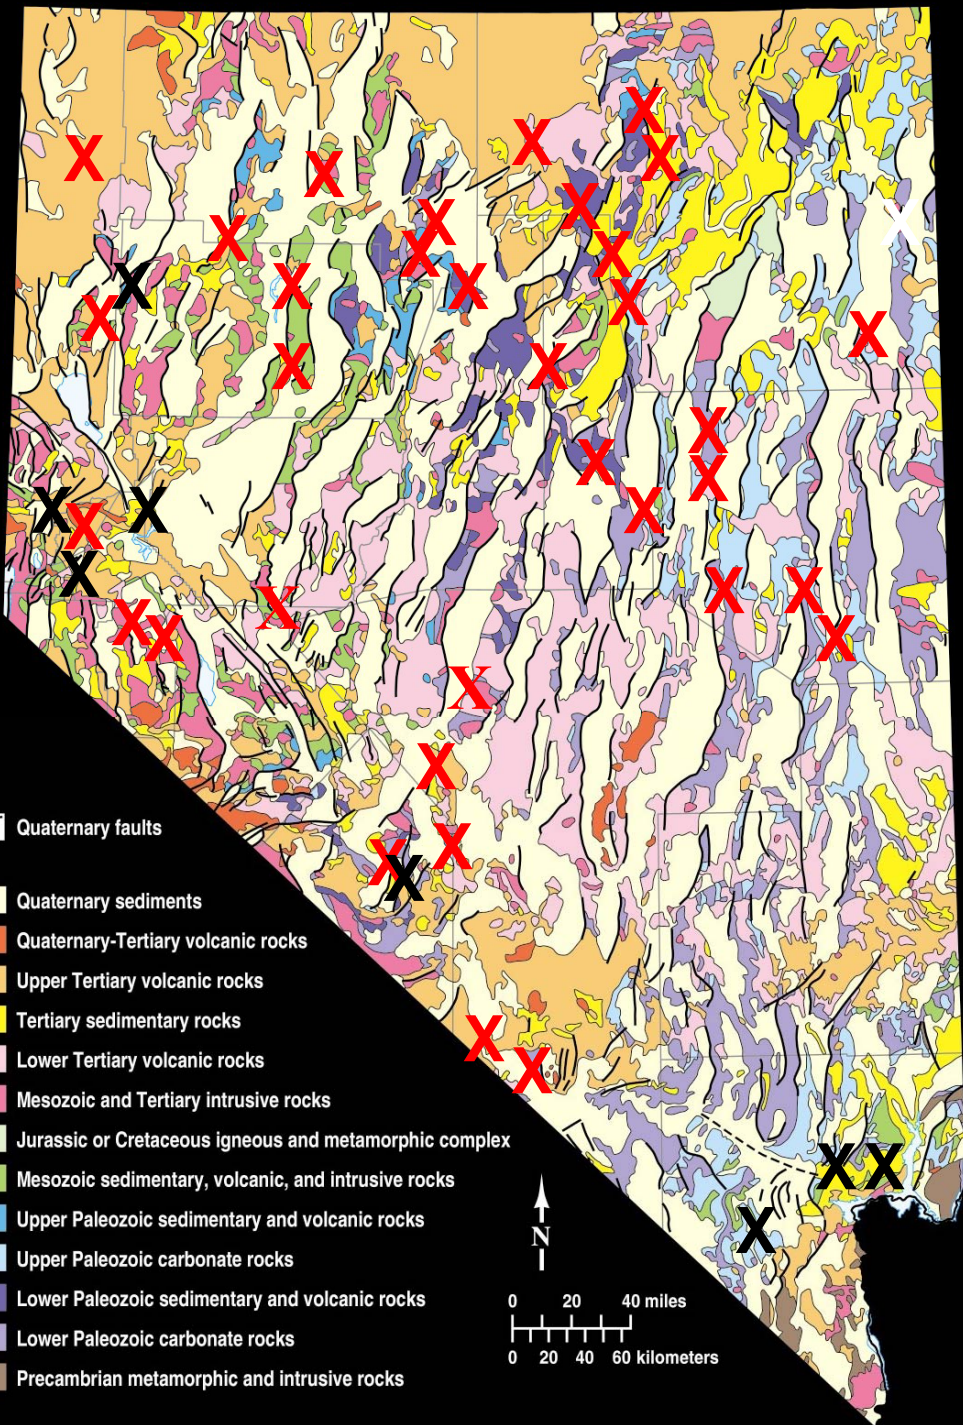 X X
X X X
X
X X
X X
X
X X
X X X X
X X
X
X X
X
X
X
X X X
X
X
X X
X
X X
X
X
X
X
X X
X
X
X X
X
Quaternary faults
Quaternary sediments
Quaternary-Tertiary volcanic rocks
Upper Tertiary volcanic rocks
Tertiary sedimentary rocks
Lower Tertiary volcanic rocks
Mesozoic and Tertiary intrusive rocks
Jurassic or Cretaceous igneous and metamorphic complex
Mesozoic sedimentary, volcanic, and intrusive rocks
Upper Paleozoic sedimentary and volcanic rocks
Upper Paleozoic carbonate rocks
Lower Paleozoic sedimentary and volcanic rocks
Lower Paleozoic carbonate rocks
Precambrian metamorphic and intrusive rocks
N
0 20 40 miles
0 20 40 60 kilometers